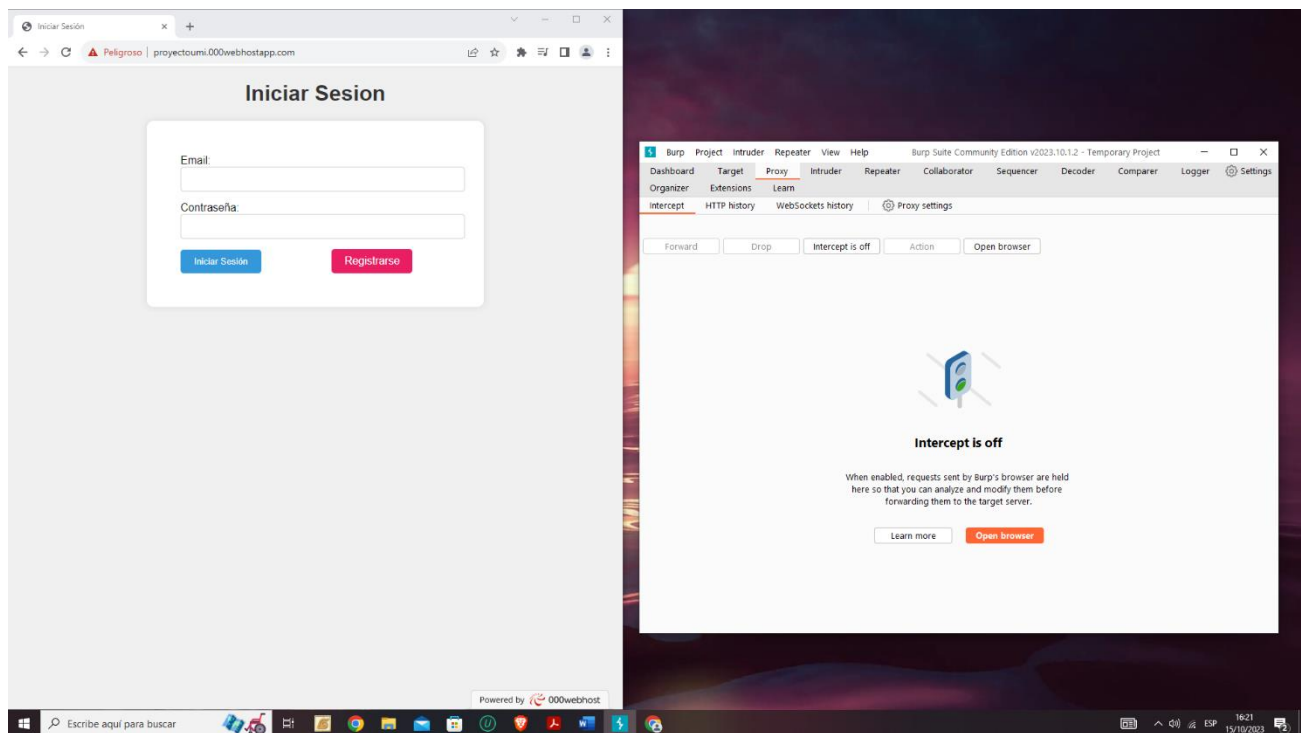 Iniciar Sesión
Peligroso | proyectoumi.000webhostapp.com
Iniciar Sesion
Email:
Contraseña:
Iniciar Sesión Registrarse
Powered by 000webhost
Burp Project Intruder Repeater View Help Burp Suite Community Edition v2023.10.1.2 - Temporary Project
Dashboard Target Proxy Intruder Repeater Collaborator Sequencer Decoder Comparer Logger Settings
Organizer Extensions Learn
Intercept HTTP history WebSockets history Proxy settings
Forward Drop Intercept is off Action Open browser
Intercept is off
When enabled, requests sent by Burp's browser are held
here so that you can analyze and modify them before
forwarding them to the target server.
Learn more Open browser
Escribe aquí para buscar
ESP 16:21
15/10/2023